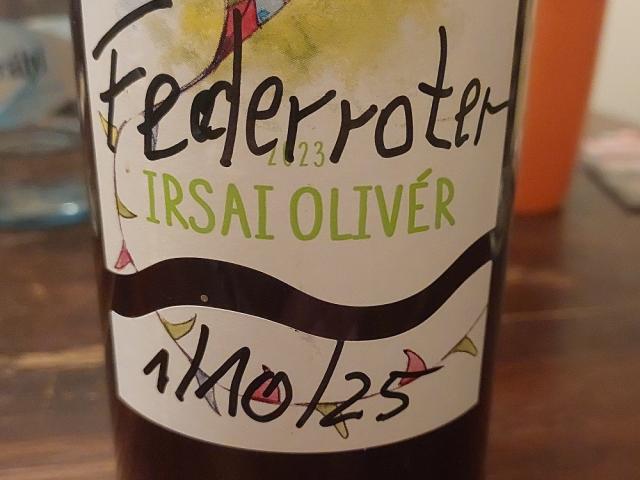 Federroter
2023
IRSAI OLIVÉR
1/10/25